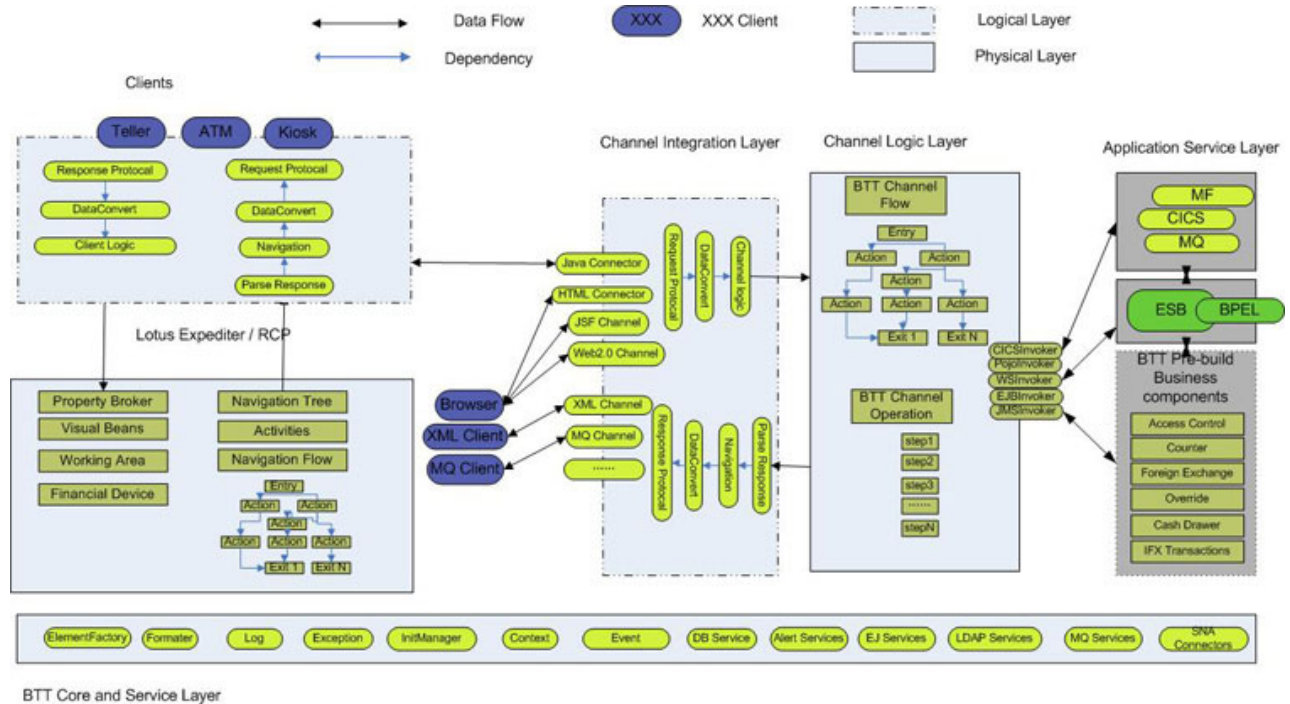 Data Flow
XXX
XXX Client
Logical Layer
Dependency
Physical Layer
Clients
Teller
ATM
Kiosk
Response Protocal
DataConvert
Client Logic
Request Protocal
DataConvert
Navigation
Parse Response
Lotus Expediter / RCP
Property Broker
Visual Beans
Working Area
Financial Device
Navigation Tree
Activities
Navigation Flow
Entry
Action
Action
Action
Action
Action
Action
Exit 1
Exit N
Browser
XML Client
MQ Client
Channel Integration Layer
Java Connector
HTML Connector
JSF Channel
Web2.0 Channel
XML Channel
MQ Channel
......
Request Protocal
DataConvert
Channel logic
Response Protocal
DataConvert
Navigation
Parse Response
Channel Logic Layer
BTT Channel
Flow
Entry
Action
Action
Action
Action
Action
Action
Exit 1
Exit N
BTT Channel
Operation
step1
step2
step3
......
stepN
CICSInvoker
PojoInvoker
WSInvoker
EJBInvoker
JMSInvoker
Application Service Layer
MF
CICS
MQ
ESB
BPEL
BTT Pre-build
Business
components
Access Control
Counter
Foreign Exchange
Override
Cash Drawer
IFX Transactions
ElementFactory
Formater
Log
Exception
InitManager
Context
Event
DB Service
Alert Services
EJ Services
LDAP Services
MQ Services
SNA
Connectors
BTT Core and Service Layer